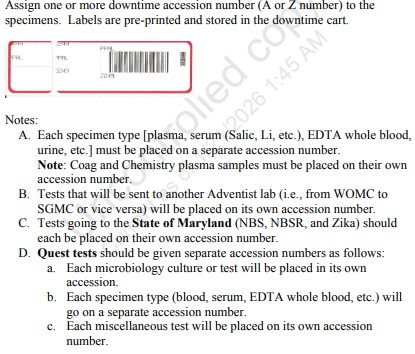 Assign one or more downtime accession number (A or Z number) to the
specimens. Labels are pre-printed and stored in the downtime cart.
3249
Notes:
A. Each specimen type [plasma, serum (Salic, Li, etc.), EDTA whole blood,
urine, etc.] must be placed on a separate accession number.
Note: Coag and Chemistry plasma samples must be placed on their own
accession number.
B. Tests that will be sent to another Adventist lab (i.e., from WOMC to
SGMC or vice versa) will be placed on its own accession number.
C. Tests going to the State of Maryland (NBS, NBSR, and Zika) should
each be placed on their own accession number.
D. Quest tests should be given separate accession numbers as follows:
a. Each microbiology culture or test will be placed in its own
accession.
b. Each specimen type (blood, serum, EDTA whole blood, etc.) will
go on a separate accession number.
c. Each miscellaneous test will be placed on its own accession
number.
2026 1:45 AM